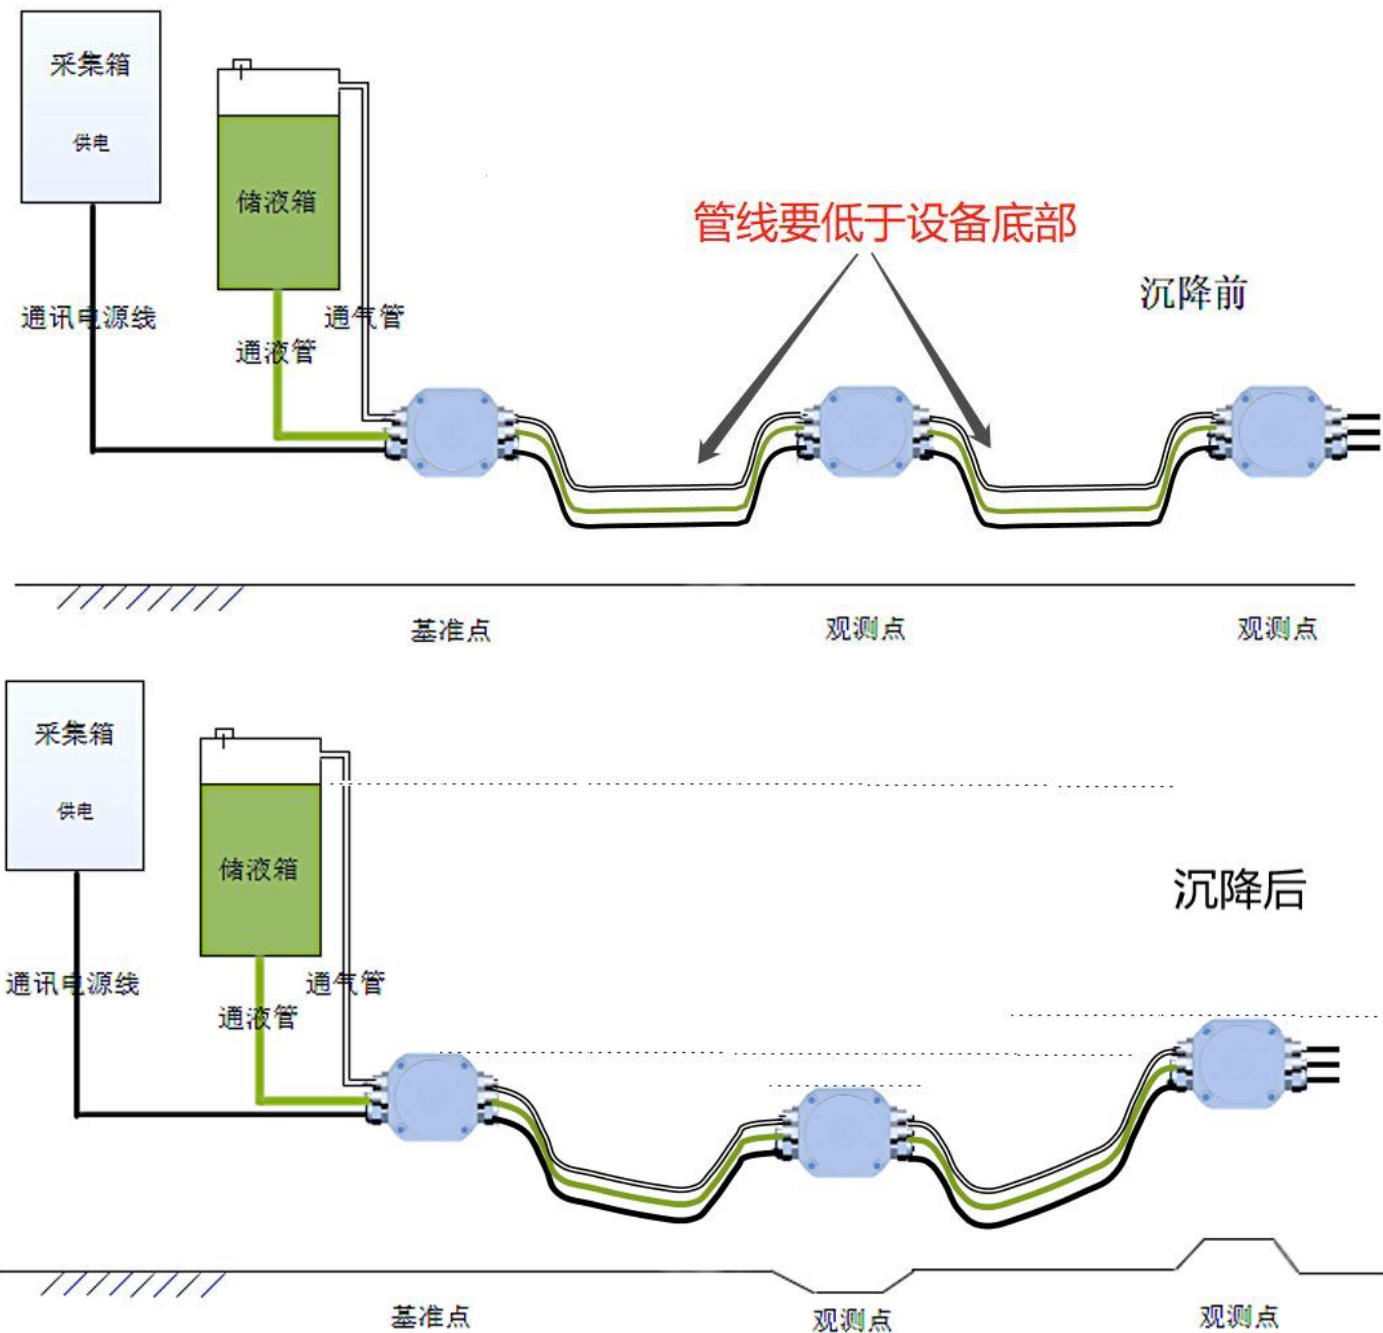 采集箱
供电
储液箱
管线要低于设备底部
沉降前
通讯电源线
通气管
通液管
基准点
观测点
观测点
采集箱
供电
储液箱
沉降后
通讯电源线
通气管
通液管
基准点
观测点
观测点